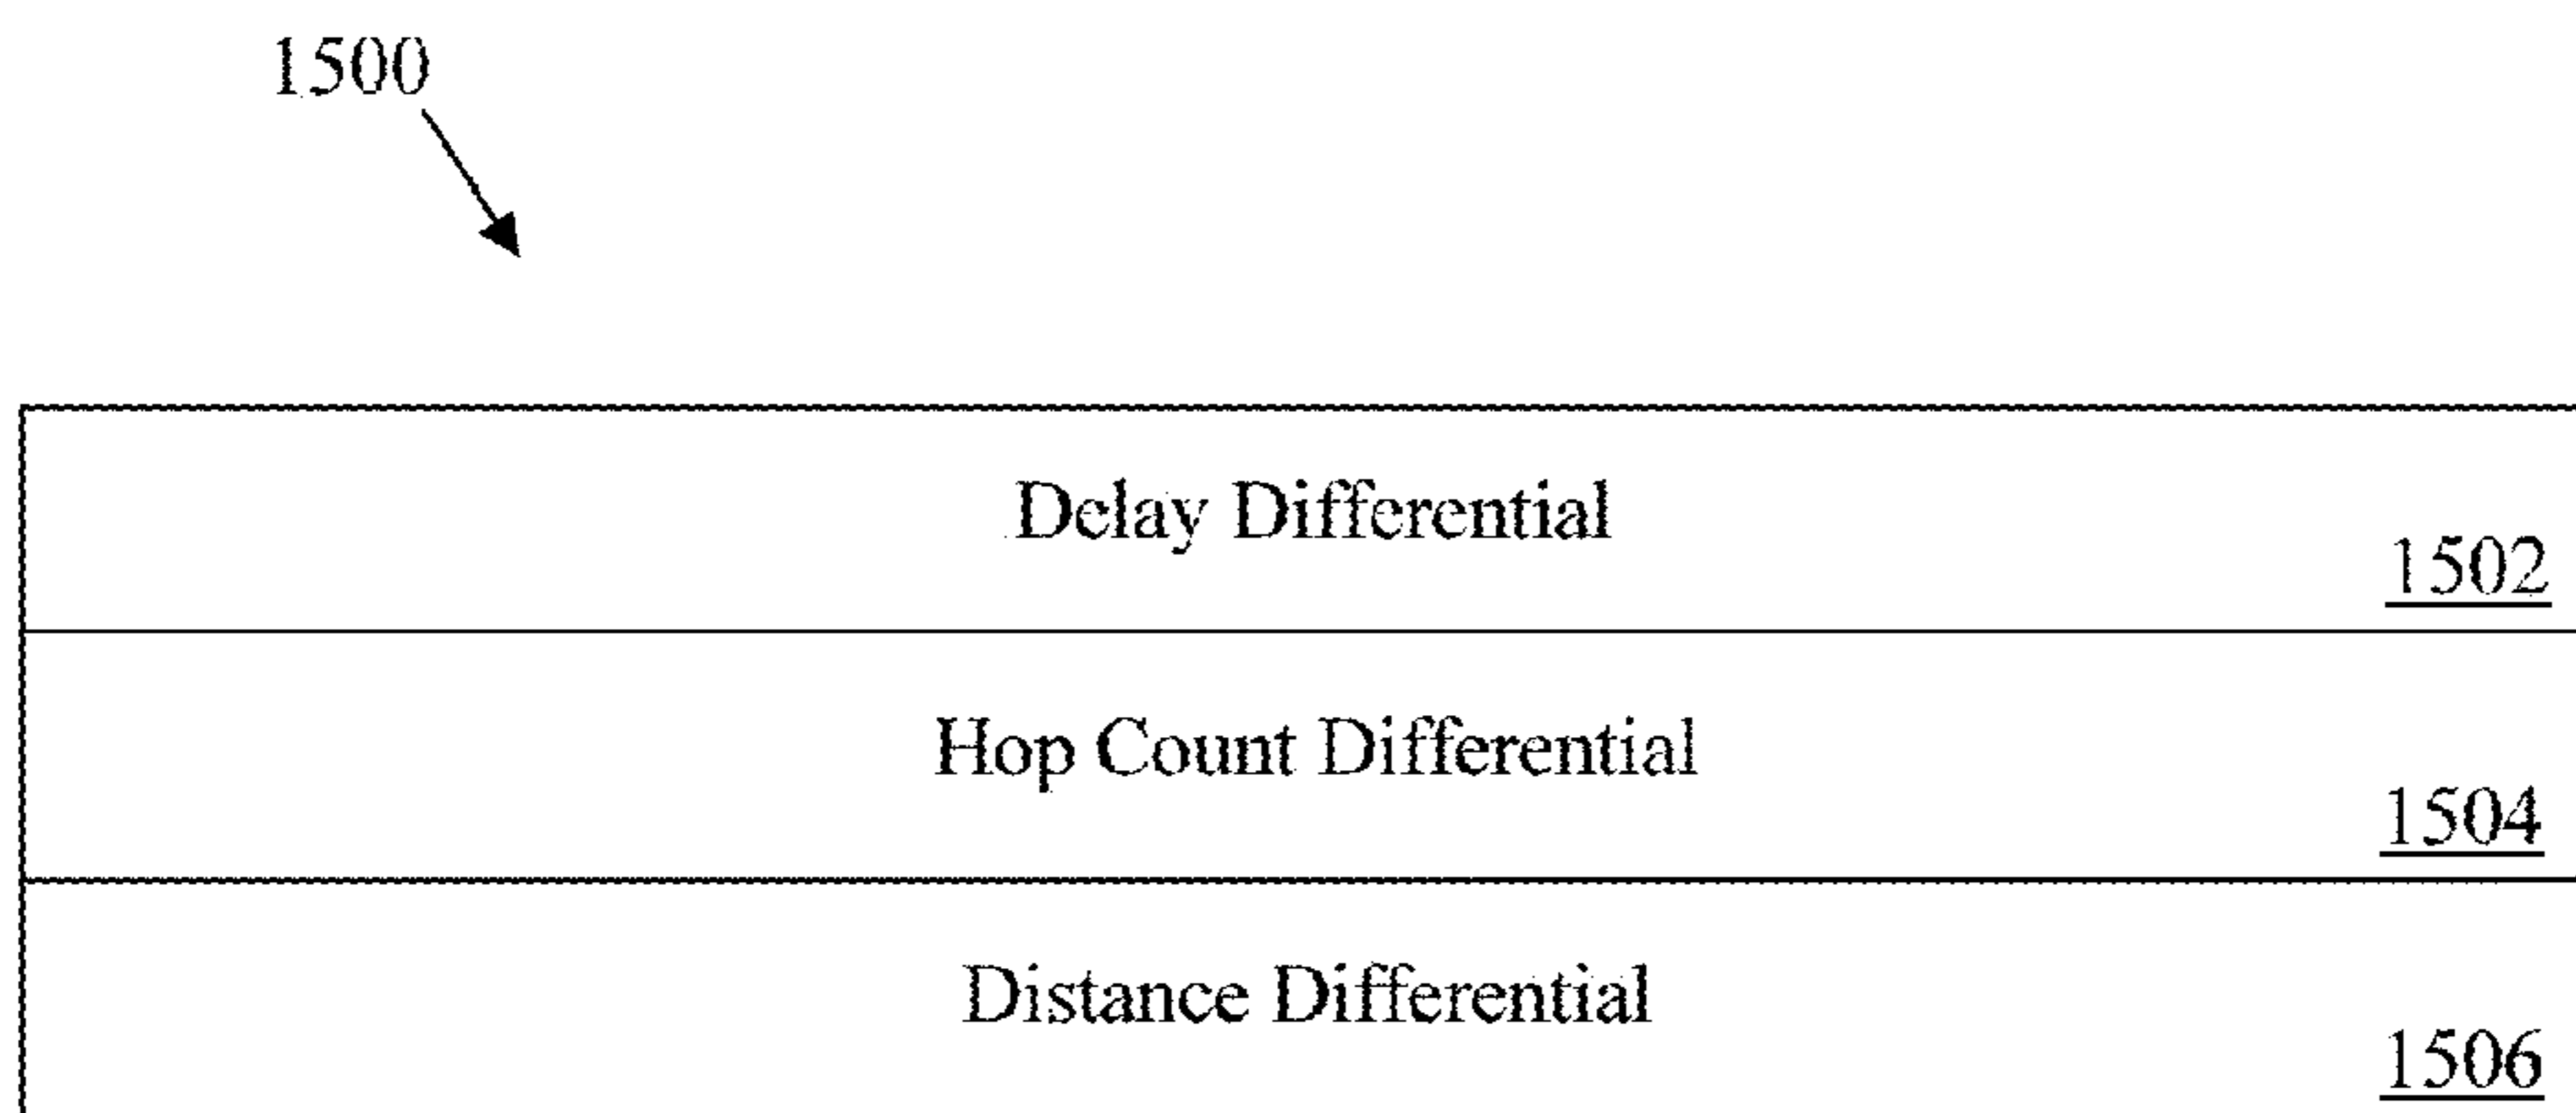 1500
Delay Differential
1502
Hop Count Differential
1504
Distance Differential
1506